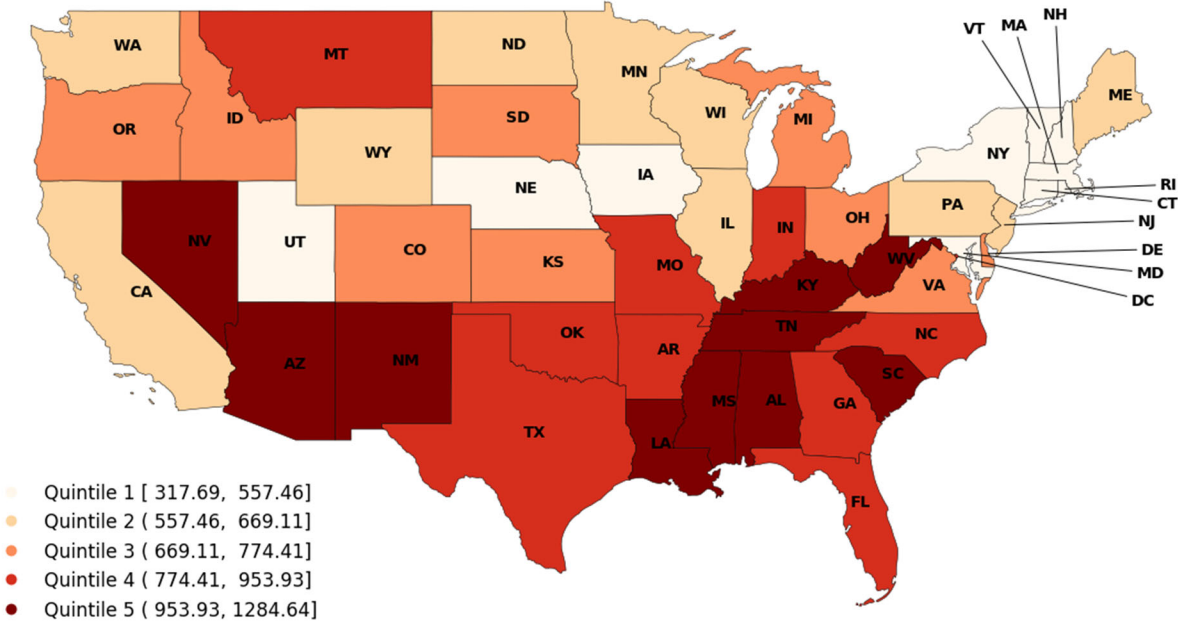 NH
MA
VT
WA
MT
ND
MN
ME
OR
ID
SD
WI
MI
NY
WY
RI
NE
IA
CT
PA
NJ
NV
UT
CO
IL
IN
OH
DE
KS
MO
WV
MD
CA
KY
VA
DC
TN
OK
NC
AR
AZ
NM
SC
MS
AL
GA
TX
LA
FL
Quintile 1 [ 317.69, 557.46]
Quintile 2 ( 557.46, 669.11]
Quintile 3 ( 669.11, 774.41]
Quintile 4 ( 774.41, 953.93]
Quintile 5 ( 953.93, 1284.64]